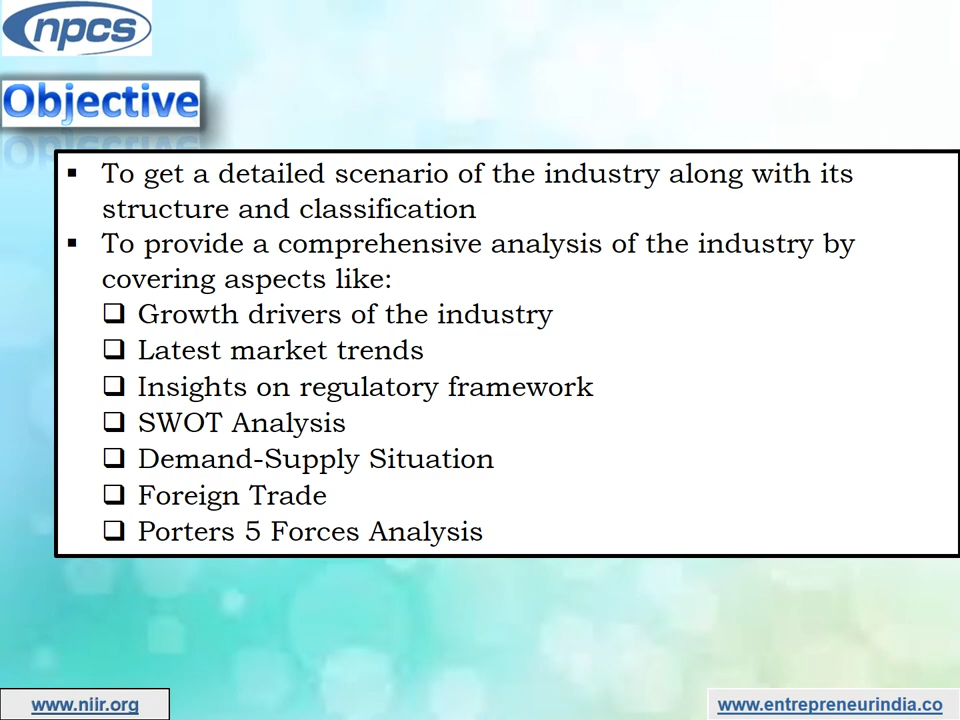 npcs
Objective
▪ To get a detailed scenario of the industry along with its
structure and classification
▪ To provide a comprehensive analysis of the industry by
covering aspects like:
❑ Growth drivers of the industry
❑ Latest market trends
❑ Insights on regulatory framework
❑ SWOT Analysis
❑ Demand-Supply Situation
❑ Foreign Trade
❑ Porters 5 Forces Analysis
www.niir.org
www.entrepreneurindia.co